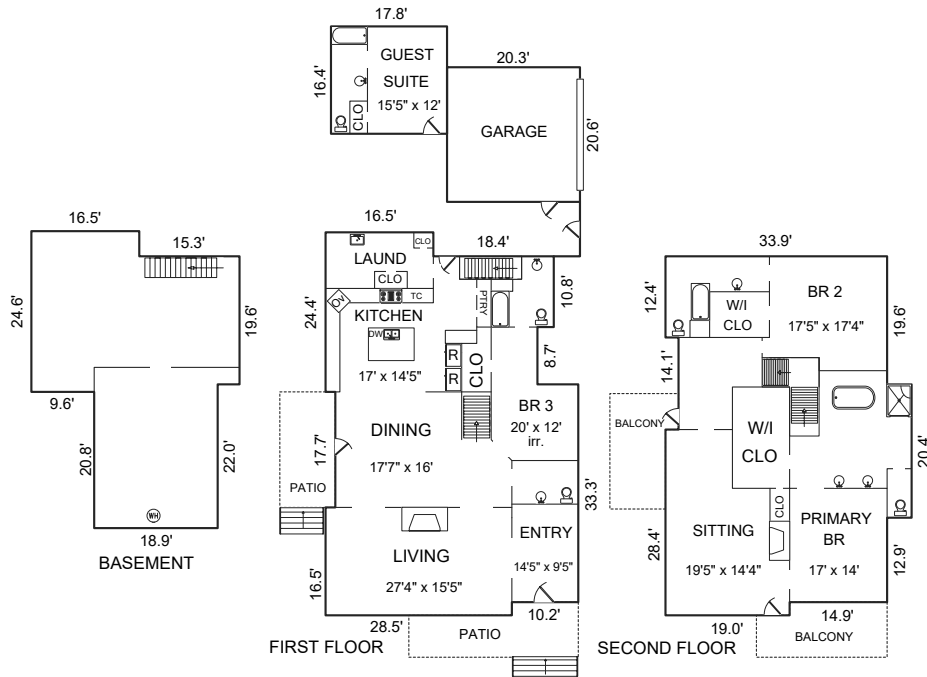 17.8'
GUEST
SUITE
15'5" x 12'
16.4'
CLO
20.3'
GARAGE
20.6'
16.5'
15.3'
24.6'
19.6'
9.6'
20.8'
22.0'
WH
18.9'
BASEMENT
16.5'
CLO
18.4'
LAUND
CLO
TC
OV
KITCHEN
PTRY
10.8'
24.4'
DW
R
R
17' x 14'5"
CLO
8.7'
BR 3
20' x 12'
irr.
DINING
17'7" x 16'
17.7'
PATIO
33.3'
LIVING
27'4" x 15'5"
ENTRY
14'5" x 9'5"
16.5'
10.2'
28.5'
PATIO
FIRST FLOOR
33.9'
12.4'
W/I
CLO
BR 2
17'5" x 17'4"
19.6'
14.1'
BALCONY
W/I
CLO
20.4'
CLO
SITTING
19'5" x 14'4"
PRIMARY
BR
17' x 14'
28.4'
12.9'
19.0'
14.9'
BALCONY
SECOND FLOOR